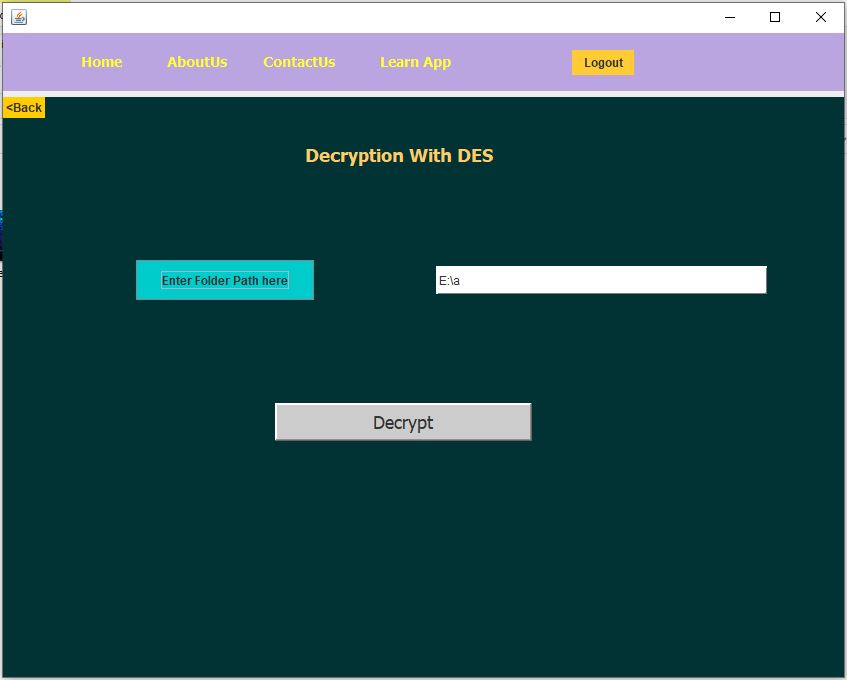 Home AboutUs ContactUs Learn App Logout
<Back
Decryption With DES
Enter Folder Path here E:\a
Decrypt